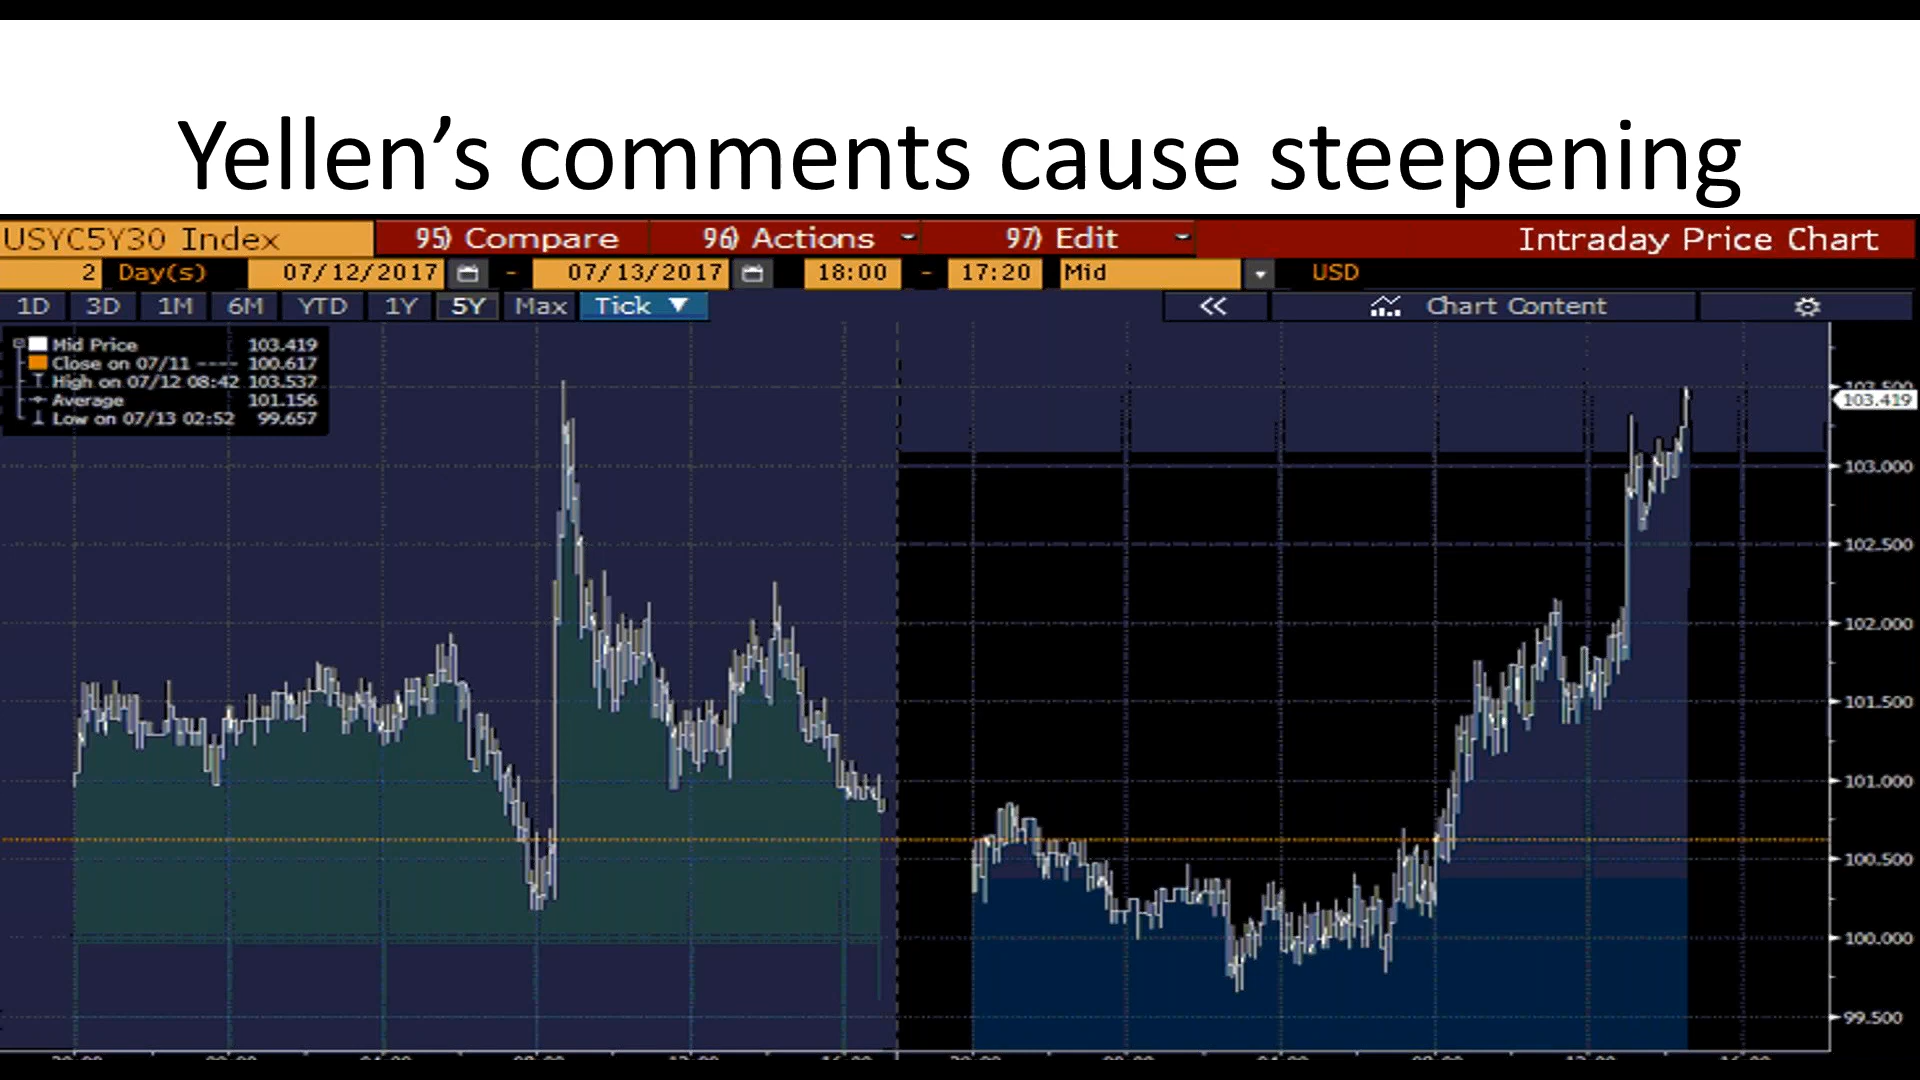 Yellen’s comments cause steepening
USYC5Y30 Index 95) Compare 96) Actions 97) Edit Intraday Price Chart
2 Day(s) 07/12/2017 - 07/13/2017 18:00 - 17:20 Mid USD
1D 3D 1M 6M YTD 1Y 5Y Max Tick ▼ « Chart Content
Mid Price 103.419
Close on 07/11 ---- 100.617
High on 07/12 08:42 103.537
Average 101.156
Low on 07/13 02:52 99.657
103.500
103.419
103.000
102.500
102.000
101.500
101.000
100.500
100.000
99.500